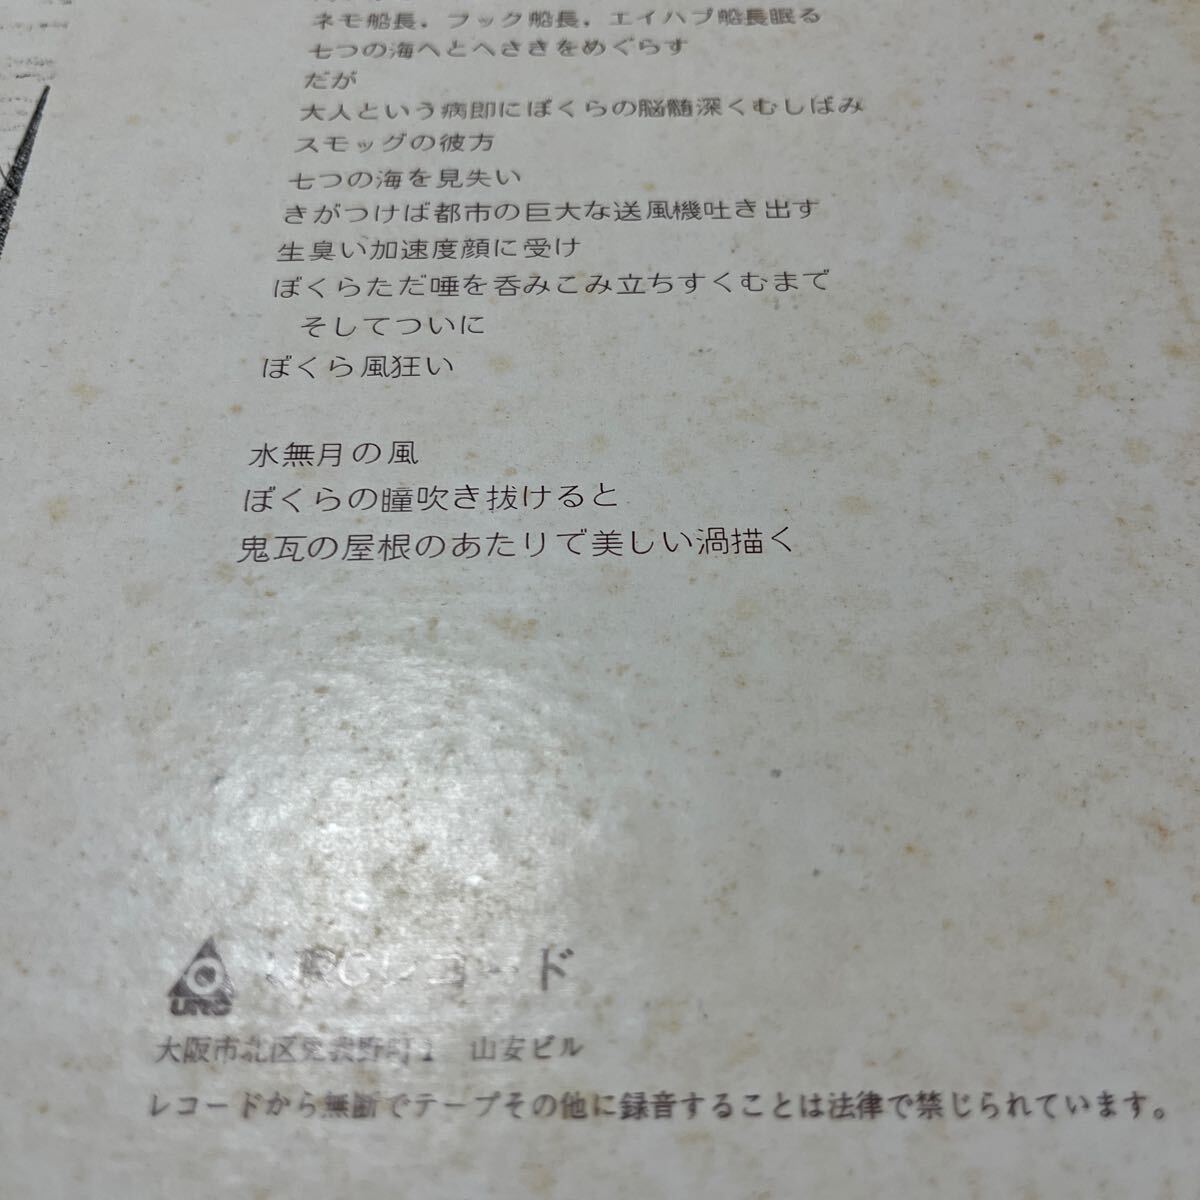 ネモ船長，フック船長，エイハブ船長眠る
七つの海へとへさきをめぐらす
だが
大人という病即にぼくらの脳髄深くむしばみ
スモッグの彼方
七つの海を見失い
きがつけば都市の巨大な送風機吐き出す
生臭い加速度顔に受け
ぼくらただ唾を呑みこみ立ちすくむまで
そしてついに
ぼくら風狂い
水無月の風
ぼくらの瞳吹き抜けると
鬼瓦の屋根のあたりで美しい渦描く
URC
URCレコード
大阪市北区兎我野町2 山安ビル
レコードから無断でテープその他に録音することは法律で禁じられています。